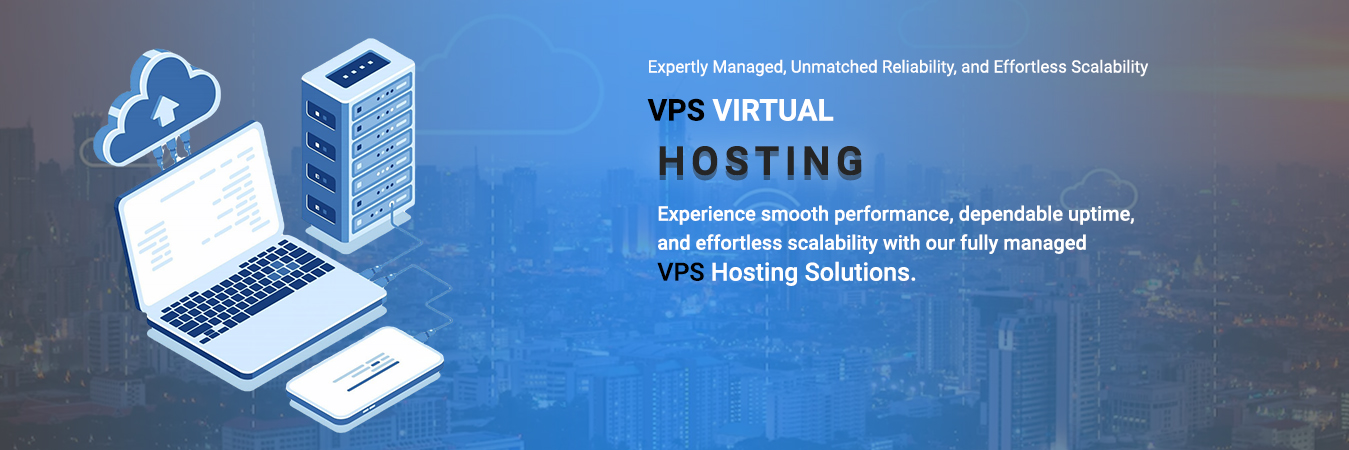 Expertly Managed, Unmatched Reliability, and Effortless Scalability
VPS VIRTUAL
HOSTING
Experience smooth performance, dependable uptime,
and effortless scalability with our fully managed
VPS Hosting Solutions.